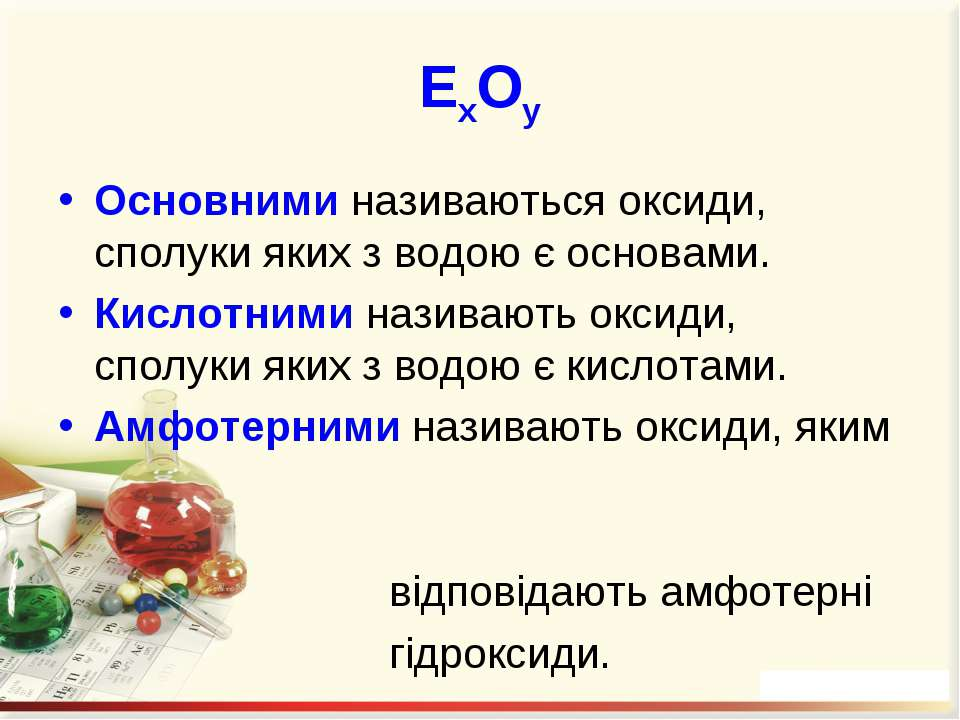 ExOy
• Основними називаються оксиди,
сполуки яких з водою є основами.
• Кислотними називають оксиди,
сполуки яких з водою є кислотами.
• Амфотерними називають оксиди, яким
відповідають амфотерні
гідроксиди.